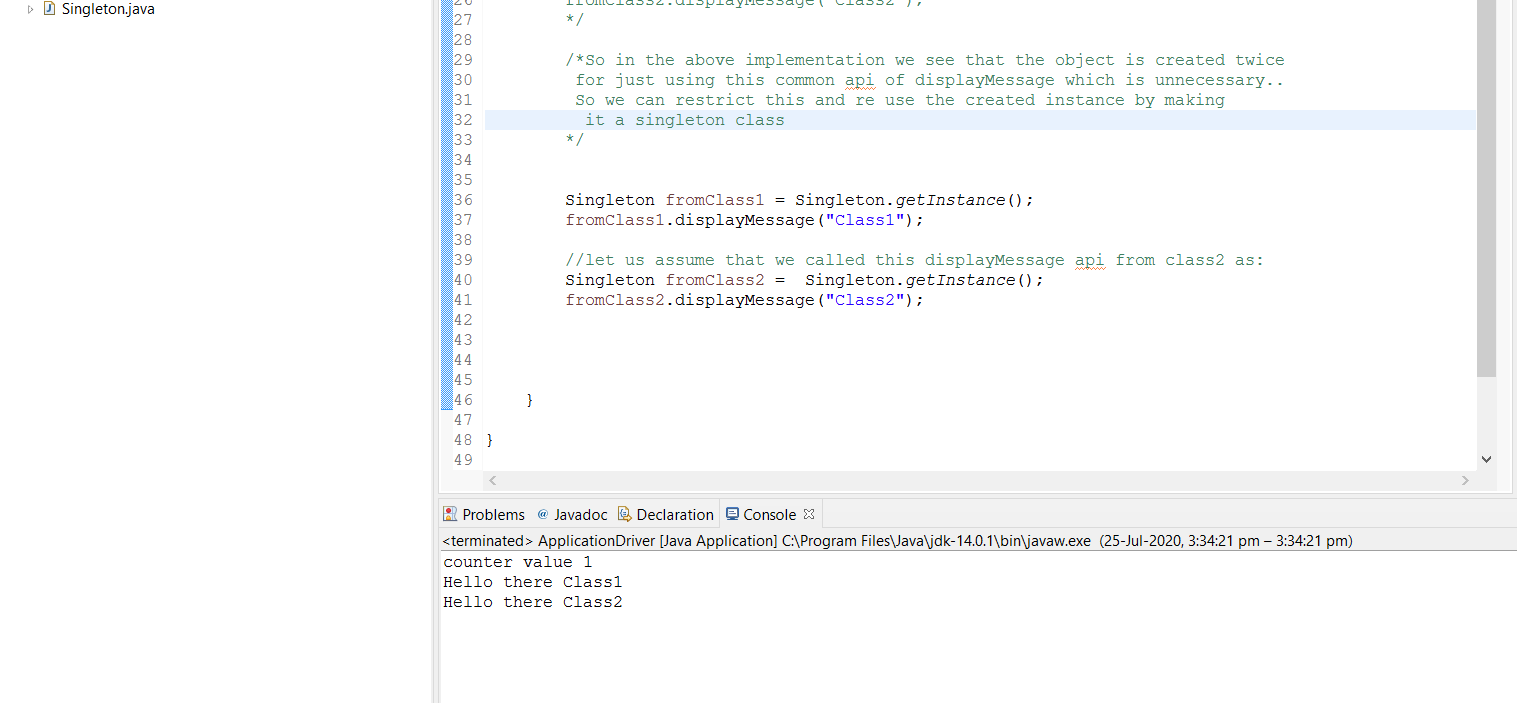 Singleton.java
26 fromClass2.displayMessage("Class2");
27 */
28
29 /*So in the above implementation we see that the object is created twice
30 for just using this common api of displayMessage which is unnecessary..
31 So we can restrict this and re use the created instance by making
32 it a singleton class
33 */
34
35
36 Singleton fromClass1 = Singleton.getInstance();
37 fromClass1.displayMessage("Class1");
38
39 //let us assume that we called this displayMessage api from class2 as:
40 Singleton fromClass2 =  Singleton.getInstance();
41 fromClass2.displayMessage("Class2");
42
43
44
45
46 }
47
48 }
49
Problems @ Javadoc Declaration Console
<terminated> ApplicationDriver [Java Application] C:\Program Files\Java\jdk-14.0.1\bin\javaw.exe (25-Jul-2020, 3:34:21 pm – 3:34:21 pm)
counter value 1
Hello there Class1
Hello there Class2